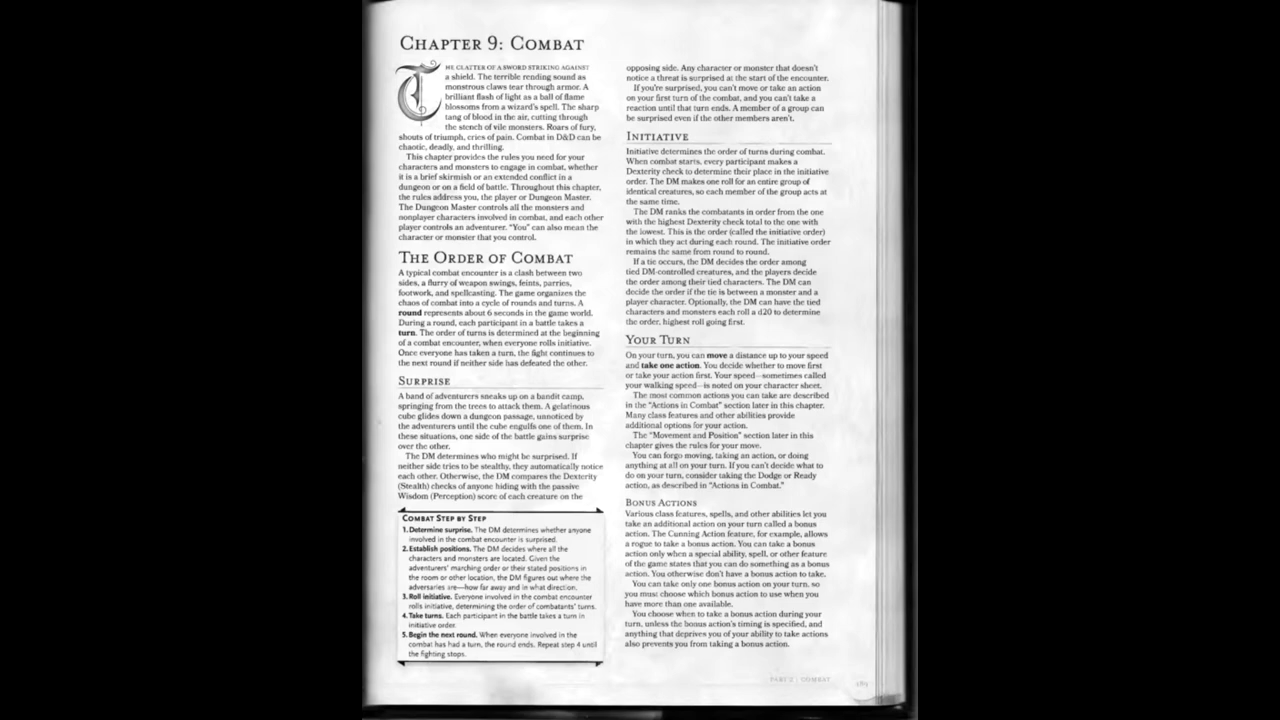 CHAPTER 9: COMBAT
THE CLATTER OF A SWORD STRIKING AGAINST
a shield. The terrible rending sound as
monstrous claws tear through armor. A
brilliant flash of light as a ball of flame
blossoms from a wizard's spell. The sharp
tang of blood in the air, cutting through
the stench of vile monsters. Roars of fury,
shouts of triumph, cries of pain. Combat in D&D can be
chaotic, deadly, and thrilling.
This chapter provides the rules you need for your
characters and monsters to engage in combat, whether
it is a brief skirmish or an extended conflict in a
dungeon or on a field of battle. Throughout this chapter,
the rules address you, the player or Dungeon Master.
The Dungeon Master controls all the monsters and
nonplayer characters involved in combat, and each other
player controls an adventurer. "You" can also mean the
character or monster that you control.
THE ORDER OF COMBAT
A typical combat encounter is a clash between two
sides, a flurry of weapon swings, feints, parries,
footwork, and spellcasting. The game organizes the
chaos of combat into a cycle of rounds and turns. A
round represents about 6 seconds in the game world.
During a round, each participant in a battle takes a
turn. The order of turns is determined at the beginning
of a combat encounter, when everyone rolls initiative.
Once everyone has taken a turn, the fight continues to
the next round if neither side has defeated the other.
SURPRISE
A band of adventurers sneaks up on a bandit camp,
springing from the trees to attack them. A gelatinous
cube glides down a dungeon passage, unnoticed by
the adventurers until the cube engulfs one of them. In
these situations, one side of the battle gains surprise
over the other.
The DM determines who might be surprised. If
neither side tries to be stealthy, they automatically notice
each other. Otherwise, the DM compares the Dexterity
(Stealth) checks of anyone hiding with the passive
Wisdom (Perception) score of each creature on the
COMBAT STEP BY STEP
1. Determine surprise. The DM determines whether anyone
involved in the combat encounter is surprised.
2. Establish positions. The DM decides where all the
characters and monsters are located. Given the
adventurers' marching order or their stated positions in
the room or other location, the DM figures out where the
adversaries are—how far away and in what direction.
3. Roll initiative. Everyone involved in the combat encounter
rolls initiative, determining the order of combatants' turns.
4. Take turns. Each participant in the battle takes a turn in
initiative order.
5. Begin the next round. When everyone involved in the
combat has had a turn, the round ends. Repeat step 4 until
the fighting stops.
opposing side. Any character or monster that doesn't
notice a threat is surprised at the start of the encounter.
If you're surprised, you can't move or take an action
on your first turn of the combat, and you can't take a
reaction until that turn ends. A member of a group can
be surprised even if the other members aren't.
INITIATIVE
Initiative determines the order of turns during combat.
When combat starts, every participant makes a
Dexterity check to determine their place in the initiative
order. The DM makes one roll for an entire group of
identical creatures, so each member of the group acts at
the same time.
The DM ranks the combatants in order from the one
with the highest Dexterity check total to the one with
the lowest. This is the order (called the initiative order)
in which they act during each round. The initiative order
remains the same from round to round.
If a tie occurs, the DM decides the order among
tied DM-controlled creatures, and the players decide
the order among their tied characters. The DM can
decide the order if the tie is between a monster and a
player character. Optionally, the DM can have the tied
characters and monsters each roll a d20 to determine
the order, highest roll going first.
YOUR TURN
On your turn, you can move a distance up to your speed
and take one action. You decide whether to move first
or take your action first. Your speed—sometimes called
your walking speed—is noted on your character sheet.
The most common actions you can take are described
in the "Actions in Combat" section later in this chapter.
Many class features and other abilities provide
additional options for your action.
The "Movement and Position" section later in this
chapter gives the rules for your move.
You can forgo moving, taking an action, or doing
anything at all on your turn. If you can't decide what to
do on your turn, consider taking the Dodge or Ready
action, as described in "Actions in Combat."
BONUS ACTIONS
Various class features, spells, and other abilities let you
take an additional action on your turn called a bonus
action. The Cunning Action feature, for example, allows
a rogue to take a bonus action. You can take a bonus
action only when a special ability, spell, or other feature
of the game states that you can do something as a bonus
action. You otherwise don't have a bonus action to take.
You can take only one bonus action on your turn, so
you must choose which bonus action to use when you
have more than one available.
You choose when to take a bonus action during your
turn, unless the bonus action's timing is specified, and
anything that deprives you of your ability to take actions
also prevents you from taking a bonus action.
PART 2 | COMBAT
189